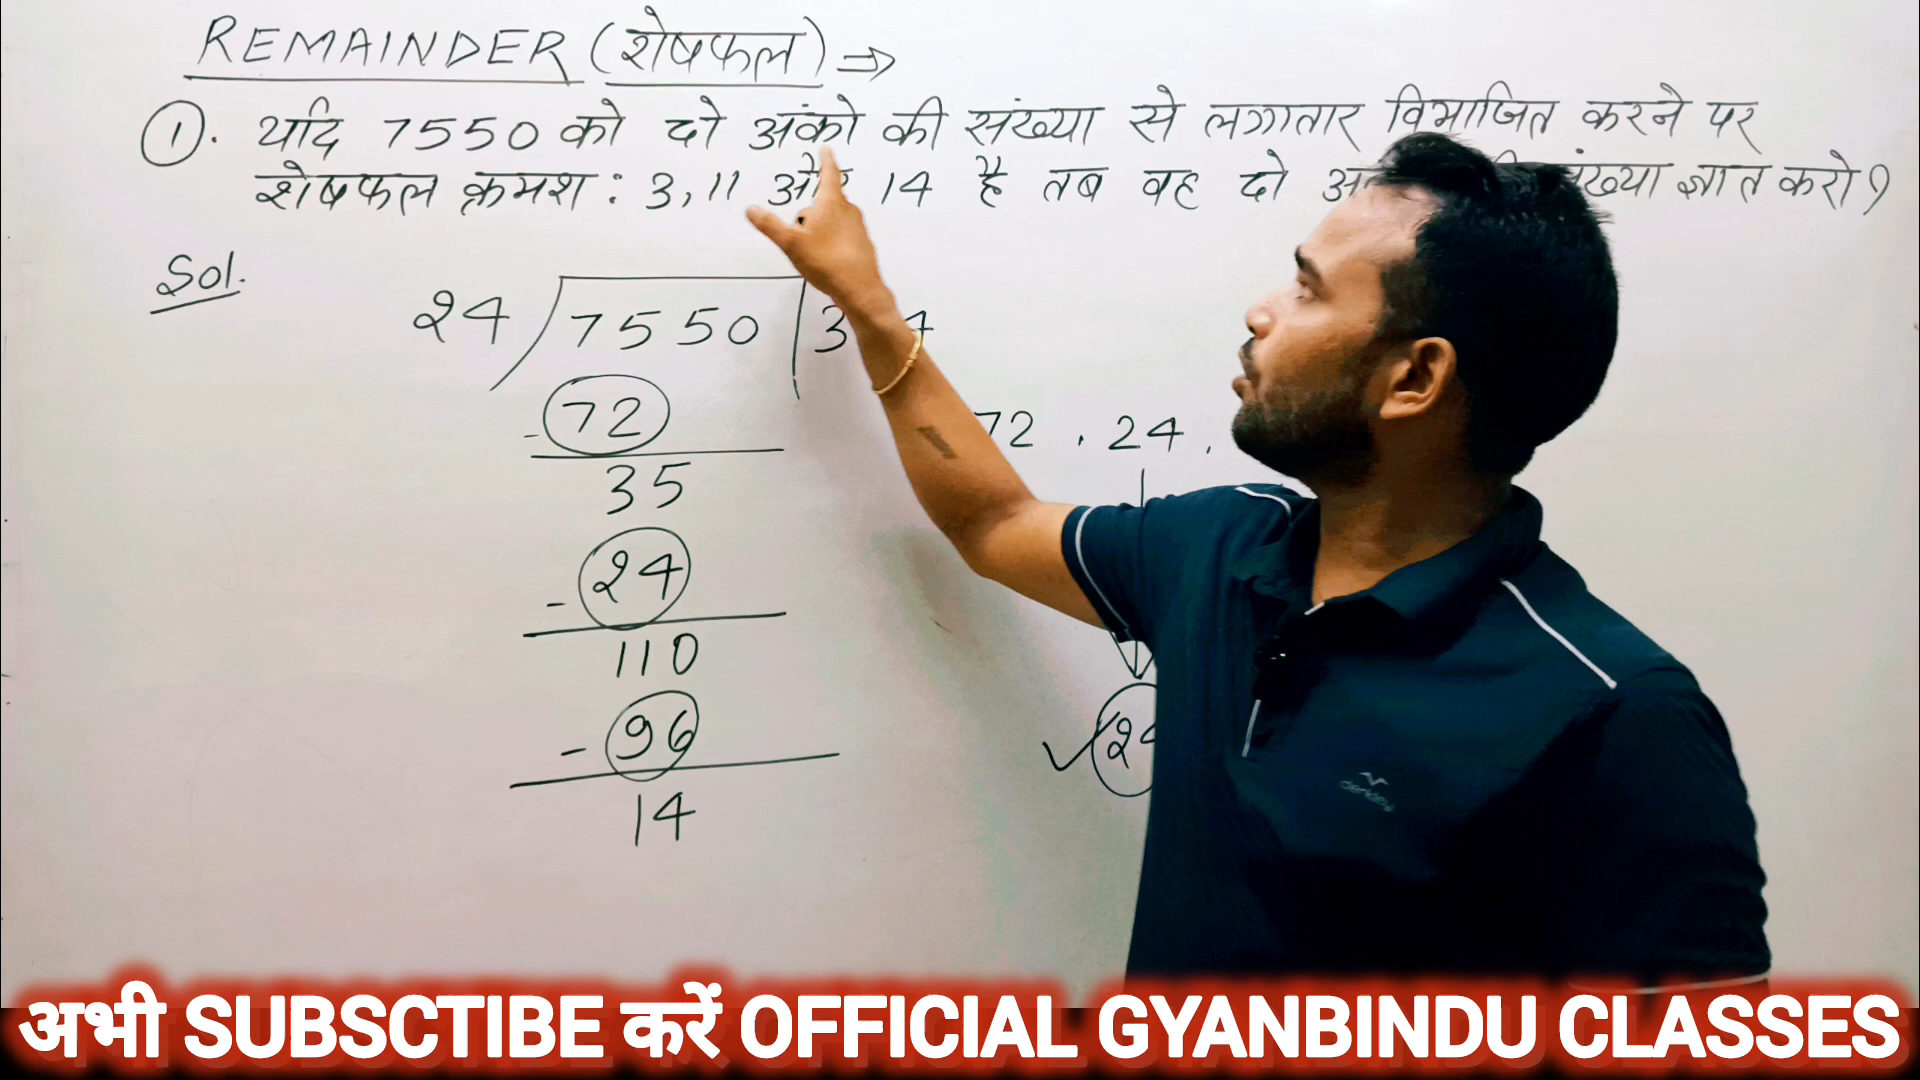 REMAINDER (शेषफल) ⇒
①. यदि 7550 को दो अंको की संख्या से लगातार विभाजित करने पर
शेषफल क्रमश: 3, 11 और 14 है तब वह दो संख्या ज्ञात करो?
Sol.
24 ) 7550 ( 3 4
- 72
35
- 24
110
- 96
14
72 . 24 .
✓
अभी SUBSCTIBE करें OFFICIAL GYANBINDU CLASSES